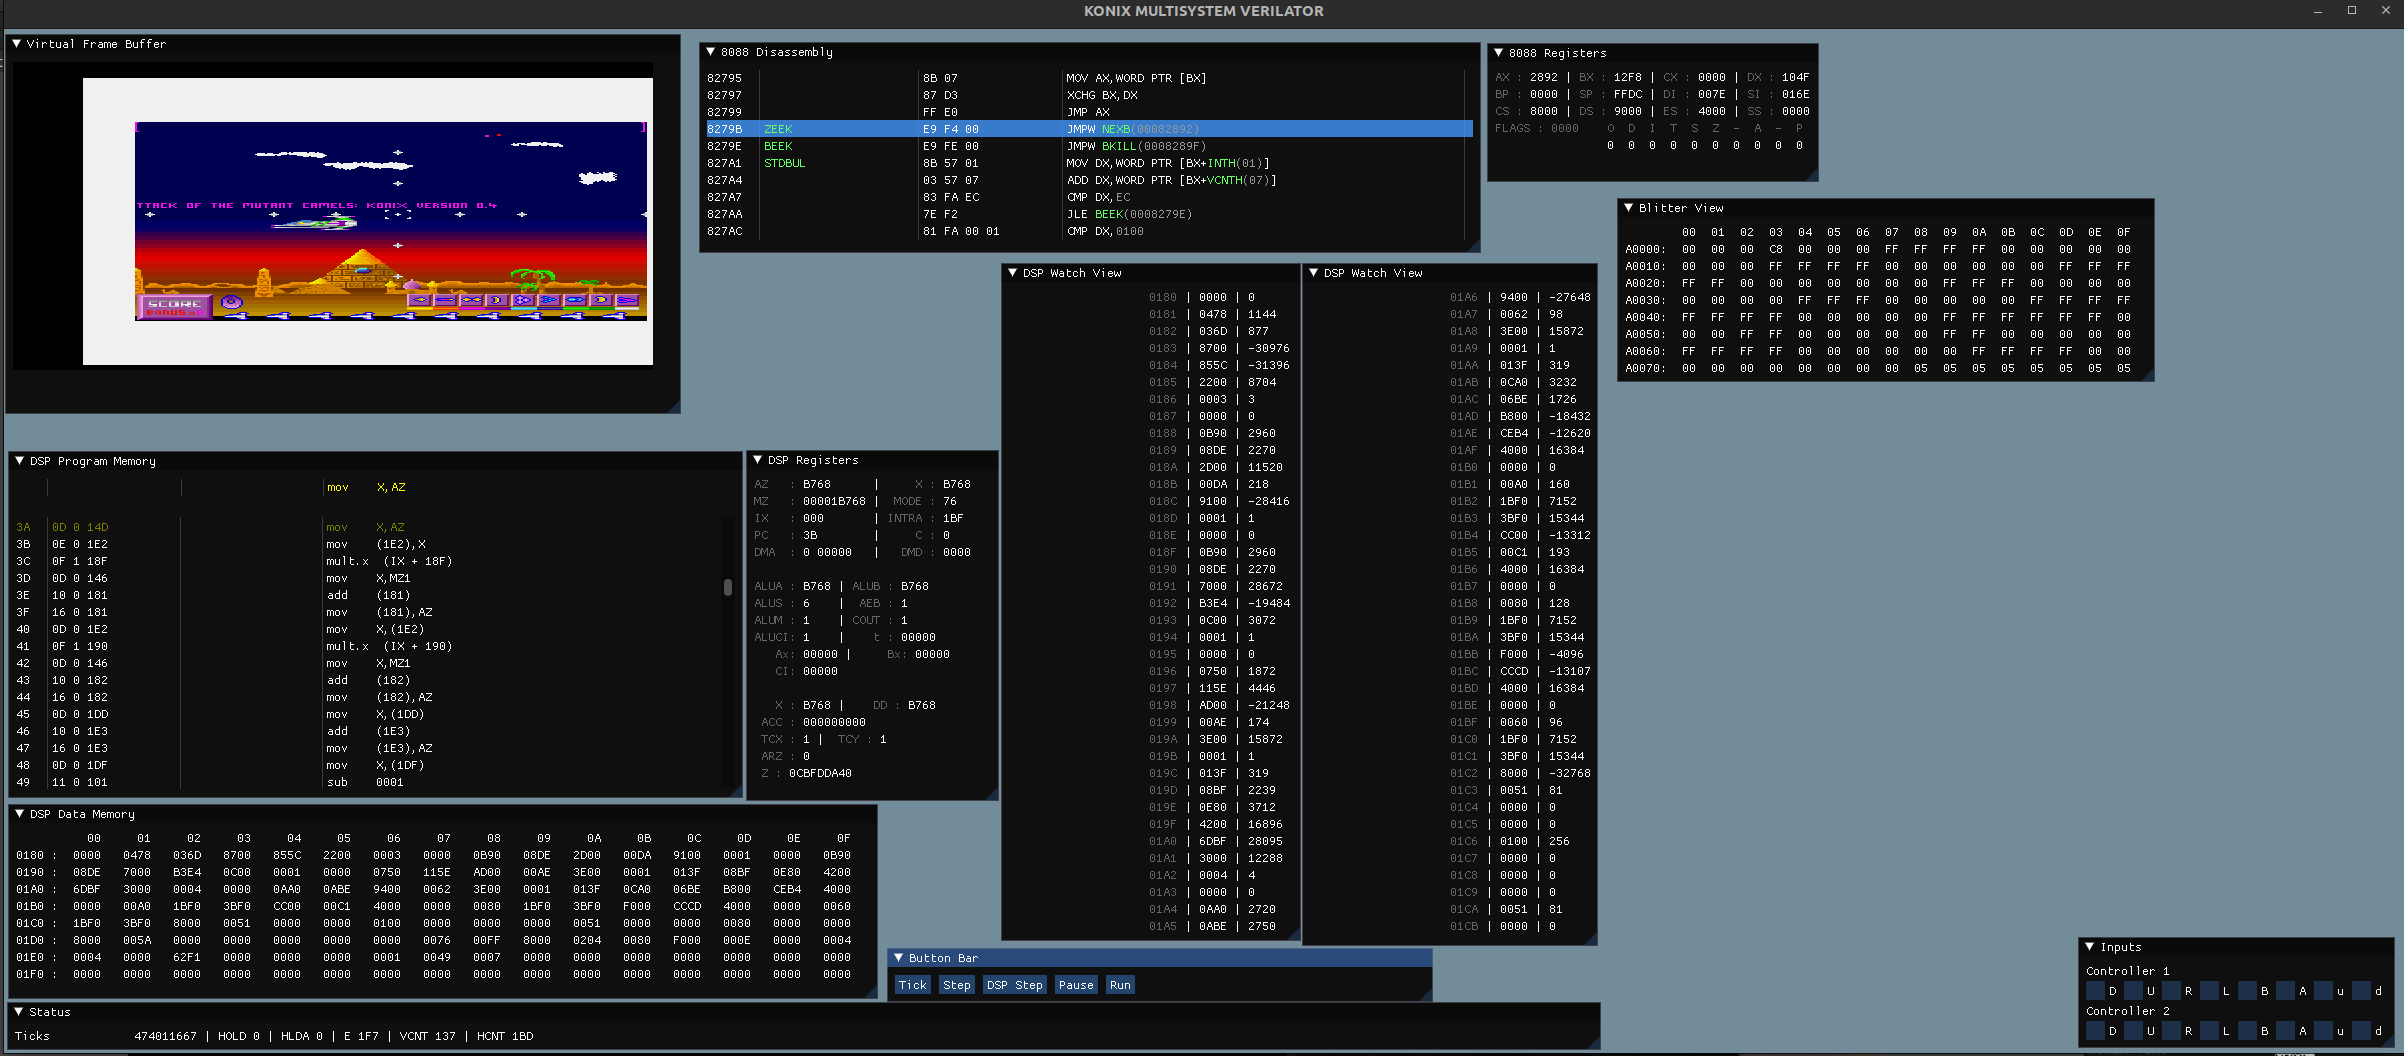 KONIX MULTISYSTEM VERILATOR
Virtual Frame Buffer
TTACK OF THE MUTANT CAMELS: KONIX VERSION 0.4
SCORE
BONUS
8088 Disassembly
82795 8B 07 MOV AX,WORD PTR [BX]
82797 87 D3 XCHG BX,DX
82799 FF E0 JMP AX
8279B ZEEK E9 F4 00 JMPW NEXB(00082892)
8279E BEEK E9 FE 00 JMPW BKILL(0008289F)
827A1 STDBUL 8B 57 01 MOV DX,WORD PTR [BX+INTH(01)]
827A4 03 57 07 ADD DX,WORD PTR [BX+VCNTH(07)]
827A7 83 FA EC CMP DX,EC
827AA 7E F2 JLE BEEK(0008279E)
827AC 81 FA 00 01 CMP DX,0100
8088 Registers
AX : 2892 | BX : 12F8 | CX : 0000 | DX : 104F
BP : 0000 | SP : FFDC | DI : 007E | SI : 016E
CS : 8000 | DS : 9000 | ES : 4000 | SS : 0000
FLAGS : 0000 O D I T S Z - A - P
0 0 0 0 0 0 0 0 0 0
Blitter View
00 01 02 03 04 05 06 07 08 09 0A 0B 0C 0D 0E 0F
A0000: 00 00 00 C8 00 00 00 FF FF FF FF 00 00 00 00 00
A0010: 00 00 00 FF FF FF FF 00 00 00 00 00 00 FF FF FF
A0020: FF FF 00 00 00 00 00 00 FF FF FF FF FF FF 00 00
A0030: 00 00 00 00 FF FF FF FF FF 00 00 00 FF FF FF FF
A0040: FF FF FF FF 00 00 00 00 00 FF FF FF FF FF FF 00
A0050: 00 00 FF FF 00 00 00 00 00 FF FF 00 00 00 00 00
A0060: FF FF FF FF 00 00 00 00 00 FF FF FF FF FF 00 00
A0070: 00 00 00 00 00 00 00 00 05 05 05 05 05 05 05 05
DSP Watch View
0180 | 0000 | 0
0181 | 0478 | 1144
0182 | 036D | 877
0183 | 8700 | -30976
0184 | 855C | -31396
0185 | 2200 | 8704
0186 | 0003 | 3
0187 | 0000 | 0
0188 | 0B90 | 2960
0189 | 08DE | 2270
018A | 2D00 | 11520
018B | 00DA | 218
018C | 9100 | -28416
018D | 0001 | 1
018E | 0000 | 0
018F | 0B90 | 2960
0190 | 08DE | 2270
0191 | 7000 | 28672
0192 | B3E4 | -19484
0193 | 0C00 | 3072
0194 | 0001 | 1
0195 | 0000 | 0
0196 | 0750 | 1872
0197 | 115E | 4446
0198 | AD00 | -21248
0199 | 00AE | 174
019A | 3E00 | 15872
019B | 0001 | 1
019C | 013F | 319
019D | 08BF | 2239
019E | 0E80 | 3712
019F | 4200 | 16896
01A0 | 6DBF | 28095
01A1 | 3000 | 12288
01A2 | 0004 | 4
01A3 | 0000 | 0
01A4 | 0AA0 | 2720
01A5 | 0ABE | 2750
DSP Watch View
01A6 | 9400 | -27648
01A7 | 0062 | 98
01A8 | 3E00 | 15872
01A9 | 0001 | 1
01AA | 013F | 319
01AB | 0CA0 | 3232
01AC | 06BE | 1726
01AD | B800 | -18432
01AE | CEB4 | -12620
01AF | 4000 | 16384
01B0 | 0000 | 0
01B1 | 00A0 | 160
01B2 | 1BF0 | 7152
01B3 | 3BF0 | 15344
01B4 | CC00 | -13312
01B5 | 00C1 | 193
01B6 | 4000 | 16384
01B7 | 0000 | 0
01B8 | 0080 | 128
01B9 | 1BF0 | 7152
01BA | 3BF0 | 15344
01BB | F000 | -4096
01BC | CCCD | -13107
01BD | 4000 | 16384
01BE | 0000 | 0
01BF | 0060 | 96
01C0 | 1BF0 | 7152
01C1 | 3BF0 | 15344
01C2 | 8000 | -32768
01C3 | 0051 | 81
01C4 | 0000 | 0
01C5 | 0000 | 0
01C6 | 0100 | 256
01C7 | 0000 | 0
01C8 | 0000 | 0
01C9 | 0000 | 0
01CA | 0051 | 81
01CB | 0000 | 0
DSP Program Memory
mov X,AZ
3A 0D 0 14D mov X,AZ
3B 0E 0 1E2 mov (1E2),X
3C 0F 1 18F mult.x (IX + 18F)
3D 0D 0 146 mov X,MZ1
3E 10 0 181 add (181)
3F 16 0 181 mov (181),AZ
40 0D 0 1E2 mov X,(1E2)
41 0F 1 190 mult.x (IX + 190)
42 0D 0 146 mov X,MZ1
43 10 0 182 add (182)
44 16 0 182 mov (182),AZ
45 0D 0 1DD mov X,(1DD)
46 10 0 1E3 add (1E3)
47 16 0 1E3 mov (1E3),AZ
48 0D 0 1DF mov X,(1DF)
49 11 0 101 sub 0001
DSP Registers
AZ : B768 | X : B768
MZ : 00001B768 | MODE : 76
IX : 000 | INTRA : 1BF
PC : 3B | C : 0
DMA : 0 00000 | DMD : 0000
ALUA : B768 | ALUB : B768
ALUS : 6 | AEB : 1
ALUM : 1 | COUT : 1
ALUCI: 1 | t : 00000
Ax: 00000 | Bx: 00000
CI: 00000
X : B768 | DD : B768
ACC : 000000000
TCX : 1 | TCY : 1
ARZ : 0
Z : 0CBFDDA40
DSP Data Memory
00 01 02 03 04 05 06 07 08 09 0A 0B 0C 0D 0E 0F
0180 : 0000 0478 036D 8700 855C 2200 0003 0000 0B90 08DE 2D00 00DA 9100 0001 0000 0B90
0190 : 08DE 7000 B3E4 0C00 0001 0000 0750 115E AD00 00AE 3E00 0001 013F 08BF 0E80 4200
01A0 : 6DBF 3000 0004 0000 0AA0 0ABE 9400 0062 3E00 0001 013F 0CA0 06BE B800 CEB4 4000
01B0 : 0000 00A0 1BF0 3BF0 CC00 00C1 4000 0000 0080 1BF0 3BF0 F000 CCCD 4000 0000 0060
01C0 : 1BF0 3BF0 8000 0051 0000 0000 0100 0000 0000 0000 0051 0000 0000 0080 0000 0000
01D0 : 8000 005A 0000 0000 0000 0000 0000 0076 00FF 8000 0204 0080 F000 000E 0000 0004
01E0 : 0004 0000 62F1 0000 0000 0000 0001 0049 0007 0000 0000 0000 0000 0000 0000 0000
01F0 : 0000 0000 0000 0000 0000 0000 0000 0000 0000 0000 0000 0000 0000 0000 0000 0000
Button Bar
Tick Step DSP Step Pause Run
Status
Ticks 474011667 | HOLD 0 | HLDA 0 | E 1F7 | VCNT 137 | HCNT 1BD
Inputs
Controller 1
D U R L B A u d
Controller 2
D U R L B A u d